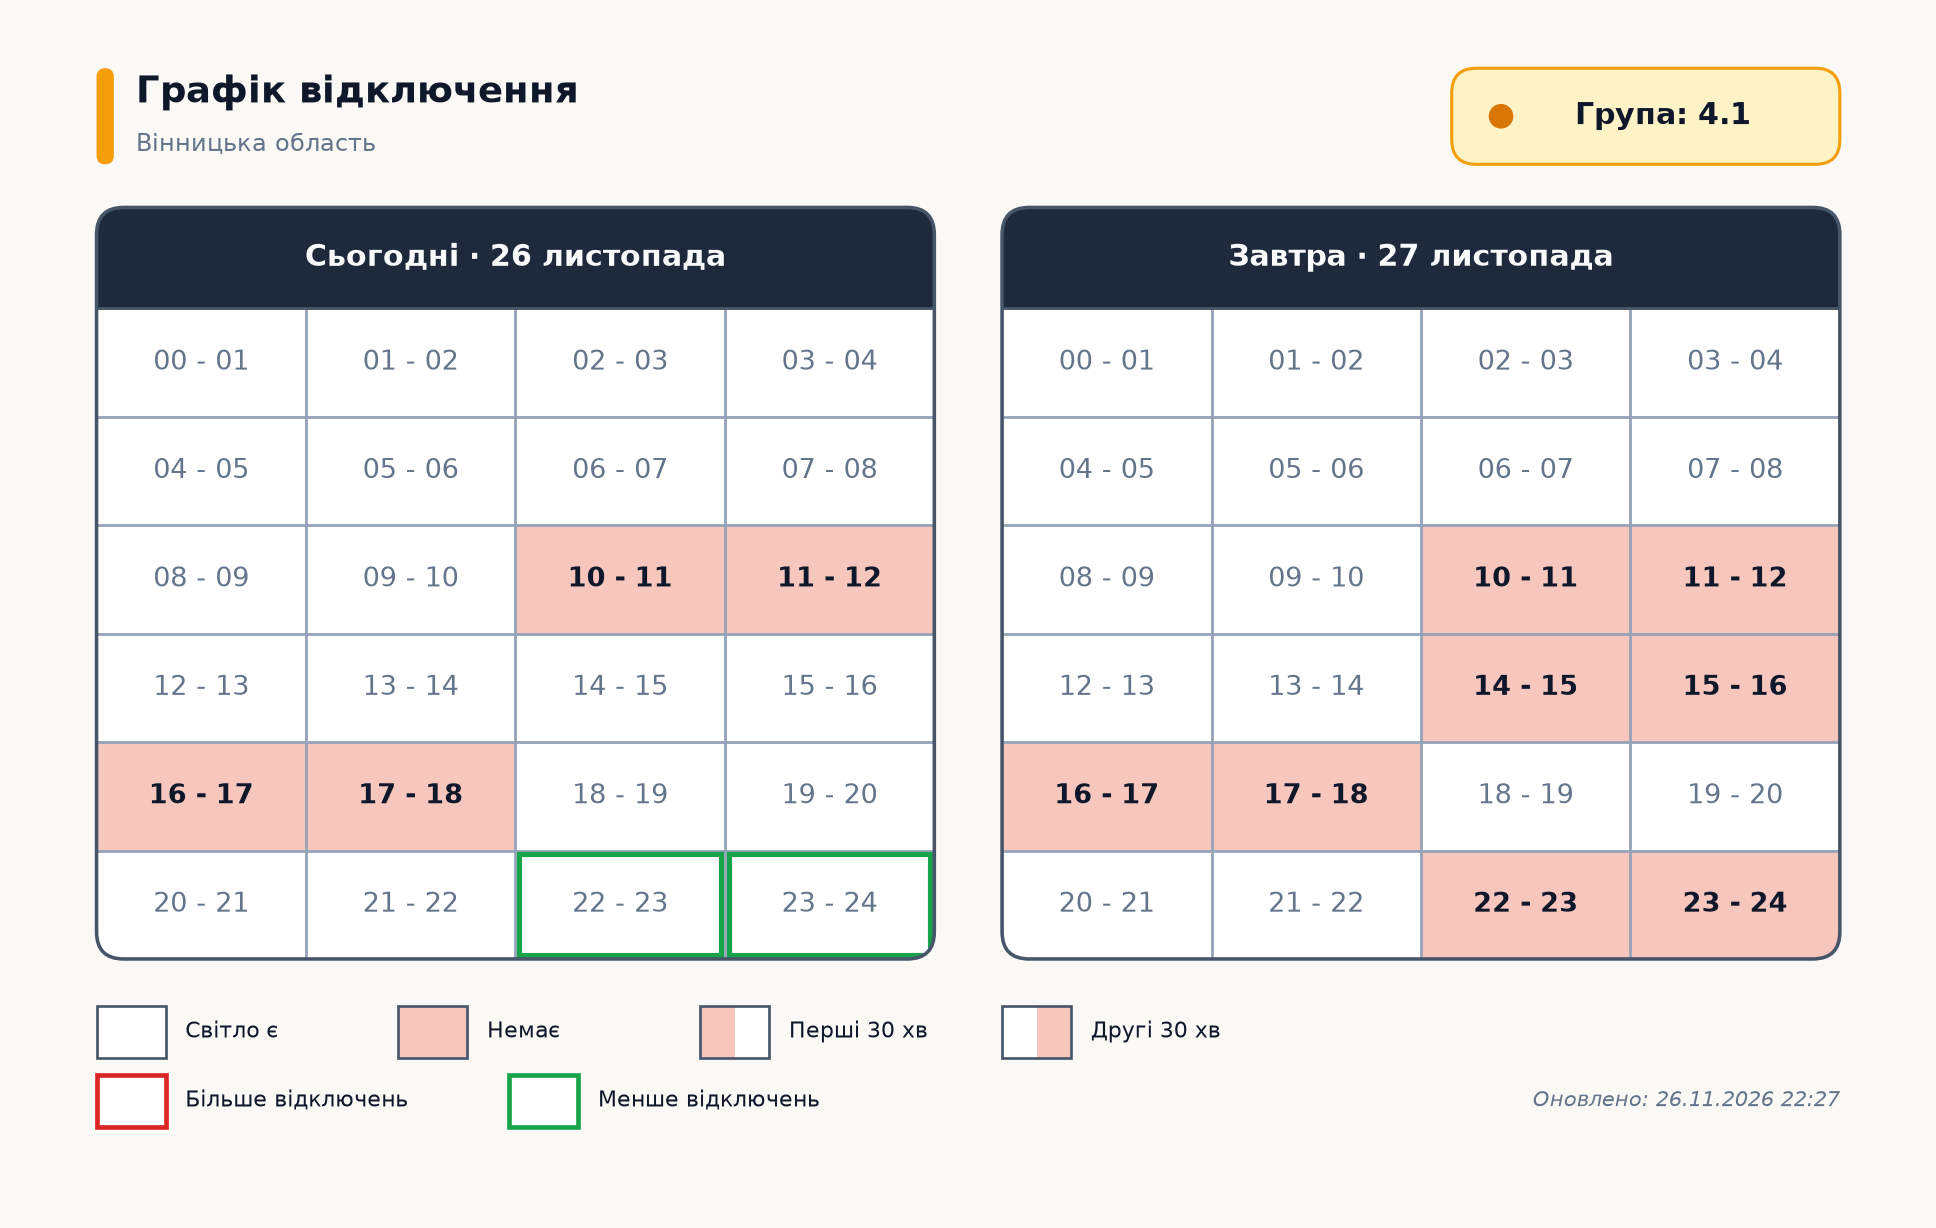 Графік відключення
Вінницька область
Група: 4.1
Сьогодні · 26 листопада
00 - 01 01 - 02 02 - 03 03 - 04
04 - 05 05 - 06 06 - 07 07 - 08
08 - 09 09 - 10 10 - 11 11 - 12
12 - 13 13 - 14 14 - 15 15 - 16
16 - 17 17 - 18 18 - 19 19 - 20
20 - 21 21 - 22 22 - 23 23 - 24
Завтра · 27 листопада
00 - 01 01 - 02 02 - 03 03 - 04
04 - 05 05 - 06 06 - 07 07 - 08
08 - 09 09 - 10 10 - 11 11 - 12
12 - 13 13 - 14 14 - 15 15 - 16
16 - 17 17 - 18 18 - 19 19 - 20
20 - 21 21 - 22 22 - 23 23 - 24
Світло є Немає Перші 30 хв Другі 30 хв
Більше відключень Менше відключень
Оновлено: 26.11.2026 22:27